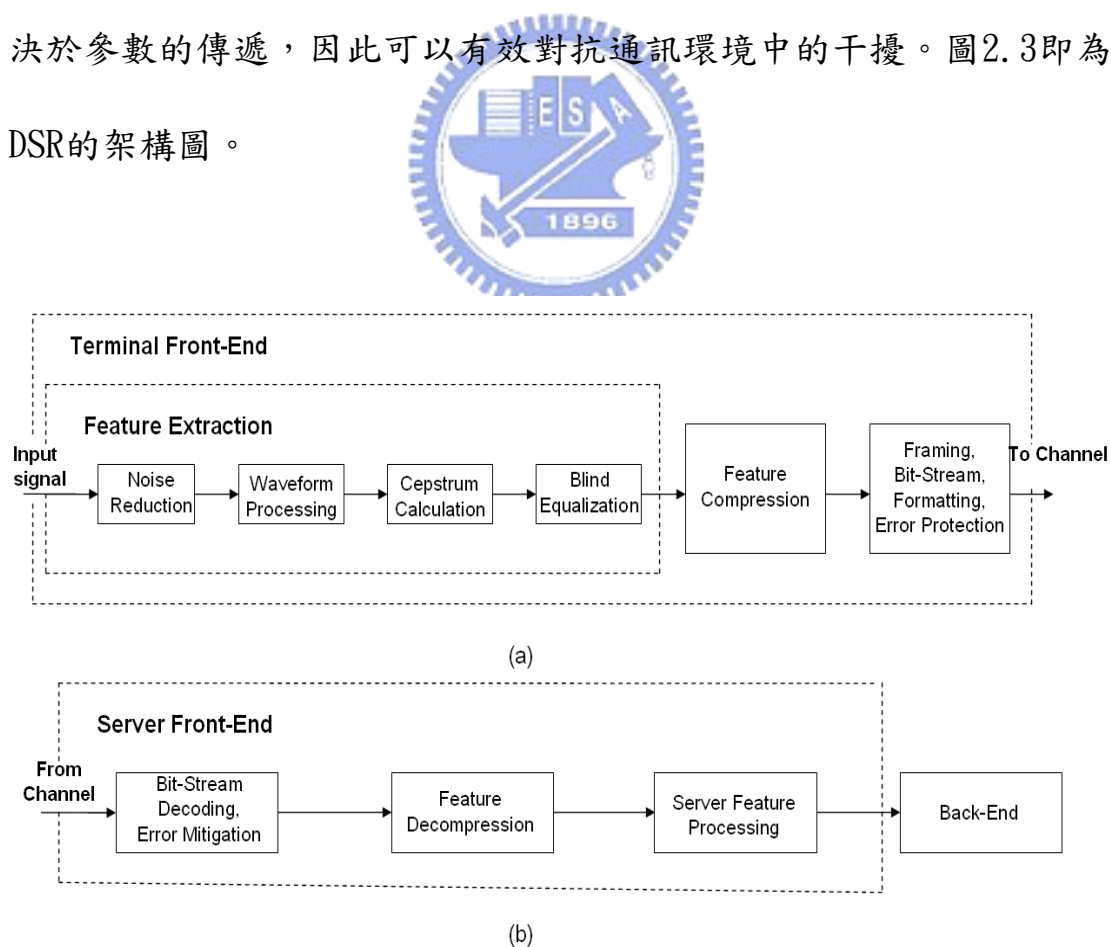 決於參數的傳遞，因此可以有效對抗通訊環境中的干擾。圖2.3即為
DSR的架構圖。
ESA
1896
Terminal Front-End
Feature Extraction
Input
signal
Noise
Reduction
Waveform
Processing
Cepstrum
Calculation
Blind
Equalization
Feature
Compression
Framing,
Bit-Stream,
Formatting,
Error Protection
To Channel
(a)
Server Front-End
From
Channel
Bit-Stream
Decoding,
Error Mitigation
Feature
Decompression
Server Feature
Processing
Back-End
(b)